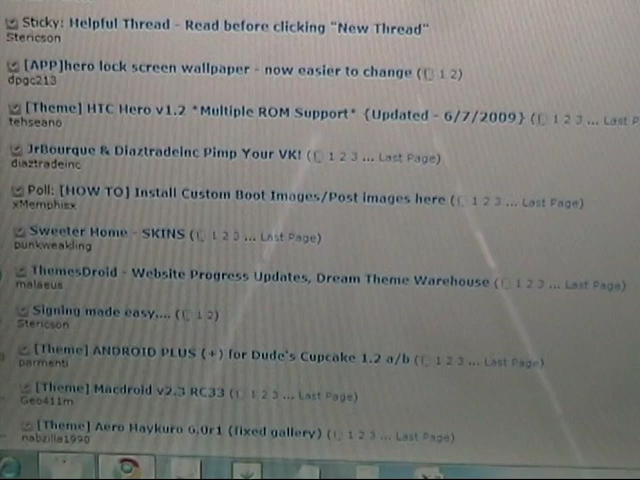 Sticky: Helpful Thread - Read before clicking "New Thread"
Stericson
[APP]hero lock screen wallpaper - now easier to change ( 1 2)
dpgc213
[Theme] HTC Hero v1.2 *Multiple ROM Support* {Updated - 6/7/2009} ( 1 2 3 ... Last P
tehseano
JrBourque & Diaztradeinc Pimp Your VK! ( 1 2 3 ... Last Page)
diaztradeinc
Poll: [HOW TO] Install Custom Boot Images/Post images here ( 1 2 3 ... Last Page)
xMemphisx
Sweeter Home - SKINS ( 1 2 3 ... Last Page)
punkweakling
ThemesDroid - Website Progress Updates, Dream Theme Warehouse ( 1 2 3 ... Last Page)
malaeus
Signing made easy.... ( 1 2)
Stericson
[Theme] ANDROID PLUS (+) for Dude's Cupcake 1.2 a/b ( 1 2 3 ... Last Page)
parmenti
[Theme] Macdroid v2.3 RC33 ( 1 2 3 ... Last Page)
Geo411m
[Theme] Aero Haykuro 6.0r1 (fixed gallery) ( 1 2 3 ... Last Page)
nabzilla1990